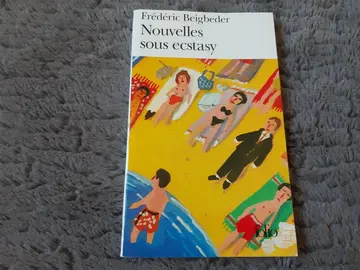 Frédéric Beigbeder
Nouvelles
sous ecstasy
folio